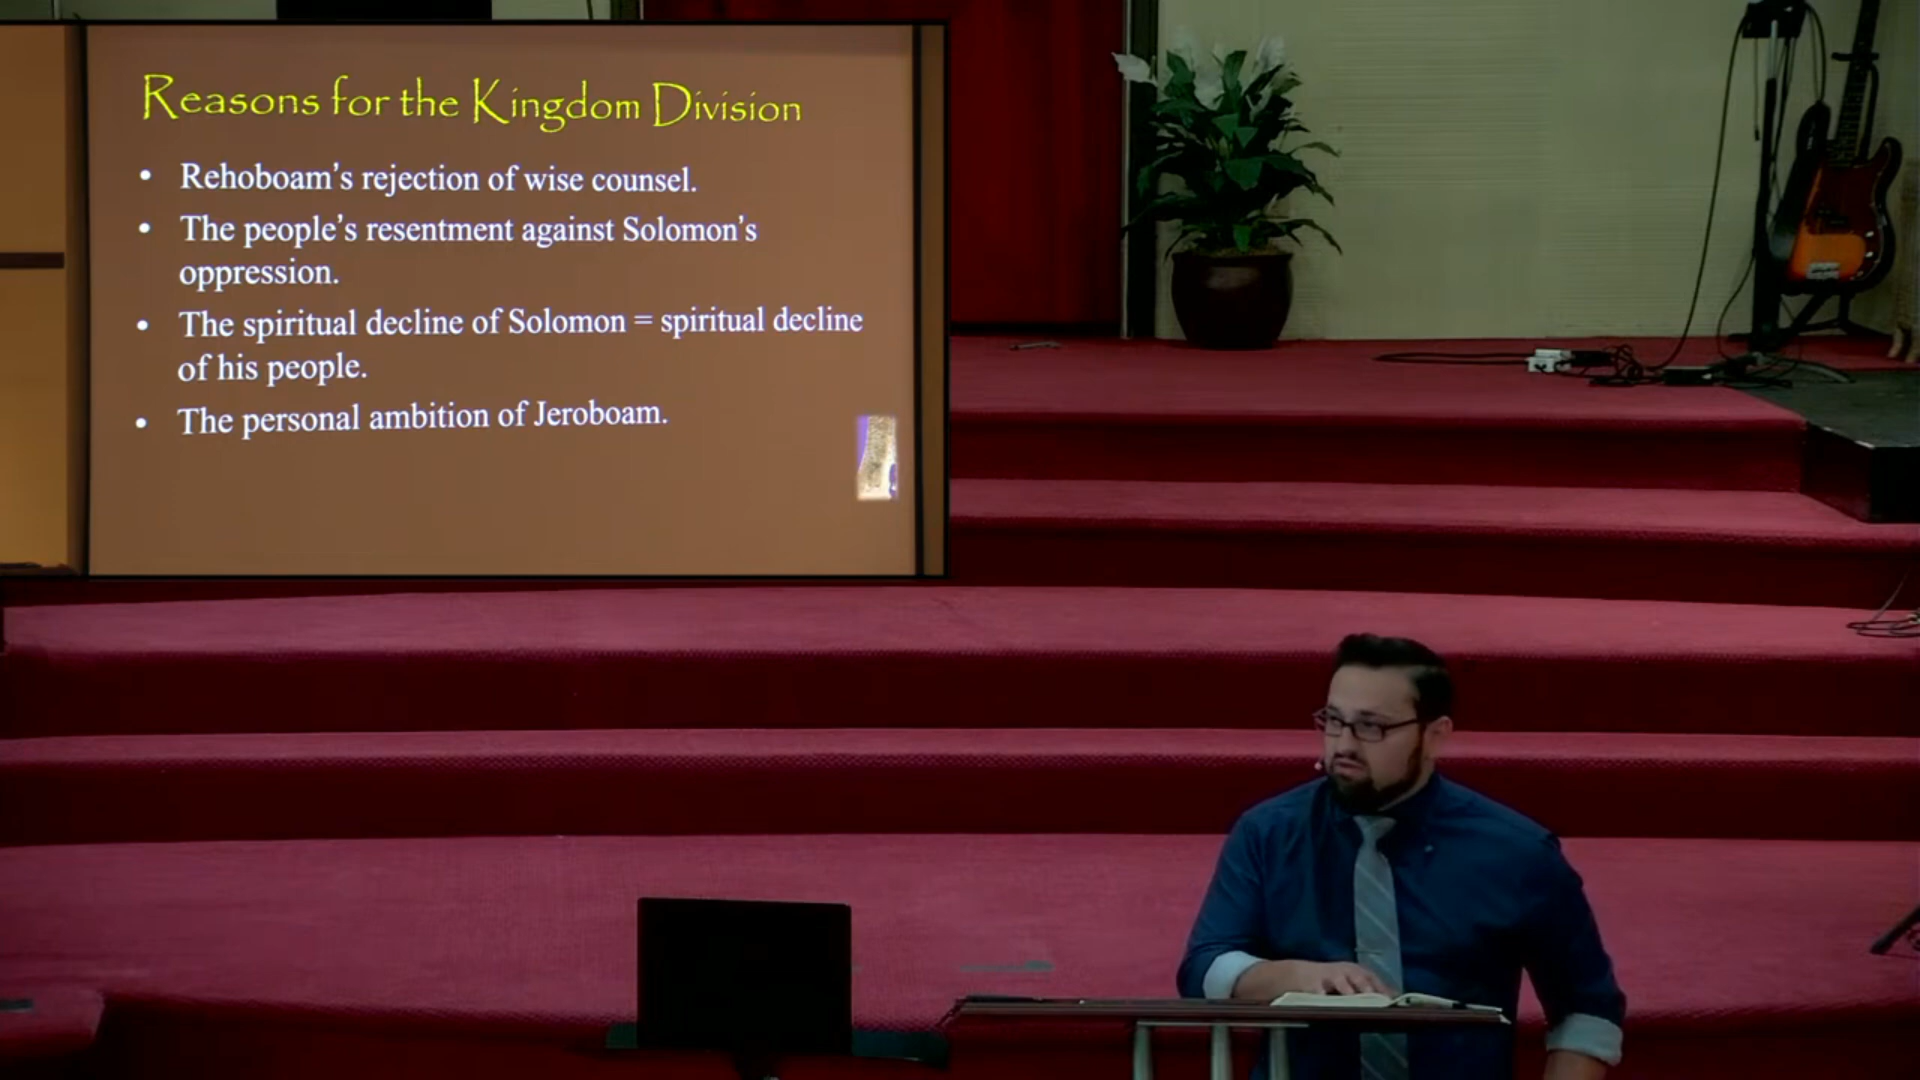 Reasons for the Kingdom Division
• Rehoboam's rejection of wise counsel.
• The people's resentment against Solomon's
oppression.
• The spiritual decline of Solomon = spiritual decline
of his people.
• The personal ambition of Jeroboam.